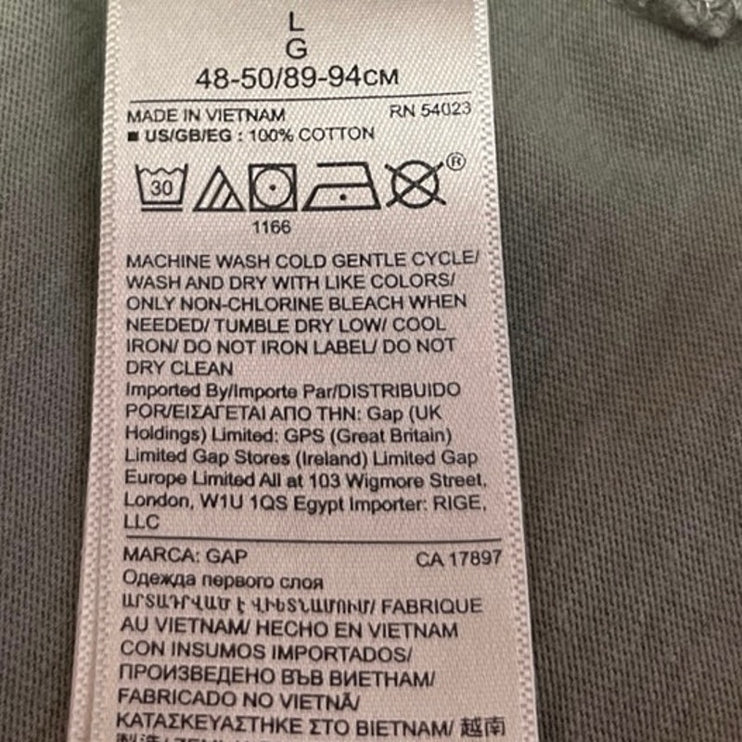 L
G
48-50/89-94CM
MADE IN VIETNAM RN 54023
■ US/GB/EG : 100% COTTON
30 ®
1166
MACHINE WASH COLD GENTLE CYCLE/
WASH AND DRY WITH LIKE COLORS/
ONLY NON-CHLORINE BLEACH WHEN
NEEDED/ TUMBLE DRY LOW/ COOL
IRON/ DO NOT IRON LABEL/ DO NOT
DRY CLEAN
Imported By/Importe Par/DISTRIBUIDO
POR/ΕΙΣΑΓΕΤΑΙ ΑΠΟ ΤΗΝ: Gap (UK
Holdings) Limited: GPS (Great Britain)
Limited Gap Stores (Ireland) Limited Gap
Europe Limited All at 103 Wigmore Street,
London, W1U 1QS Egypt Importer: RIGE,
LLC
MARCA: GAP CA 17897
Одежда первого слоя
ԱՐՏԱԴՐՎԱԾ Է ՎԻԵՏՆԱՄՈՒՄ/ FABRIQUE
AU VIETNAM/ HECHO EN VIETNAM
CON INSUMOS IMPORTADOS/
ПРОИЗВЕДЕНО ВЪВ ВИЕТНАМ/
FABRICADO NO VIETNÃ/
ΚΑΤΑΣΚΕΥΑΣΤΗΚΕ ΣΤΟ ΒΙΕΤΝΑΜ/ 越南